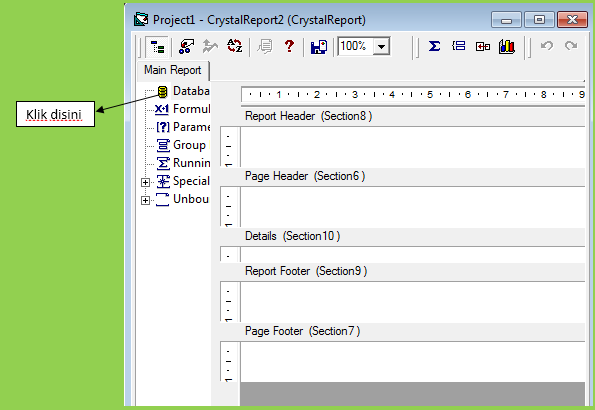 Project1 - CrystalReport2 (CrystalReport)
100%
Main Report
Klik disini
Databa
Formul
Parame
Group
Runnin
Special
Unbou
1 2 3 4 5 6 7 8 9
Report Header (Section8 )
Page Header (Section6 )
Details (Section10 )
Report Footer (Section9 )
Page Footer (Section7 )